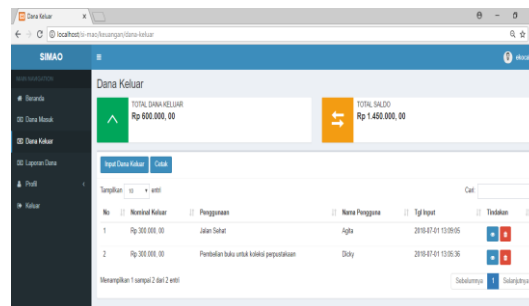 Dana Keluar
localhost/si-mao/keuangan/dana-keluar
SIMAO
MAIN NAVIGATION
Beranda
Dana Masuk
Dana Keluar
Laporan Dana
Profil
Keluar
Dana Keluar
TOTAL DANA KELUAR
Rp 600.000, 00
TOTAL SALDO
Rp 1.450.000, 00
Input Dana Keluar Cetak
Tampilkan 10 entri Cari
No Nominal Keluar Penggunaan Nama Pengguna Tgl Input Tindakan
1 Rp 300.000, 00 Jalan Sehat Agita 2018-07-01 13:09:05
2 Rp 300.000, 00 Pembelian buku untuk koleksi perpustakaan Dicky 2018-07-01 13:05:36
Menampilkan 1 sampai 2 dari 2 entri
Sebelumnya 1 Selanjutnya